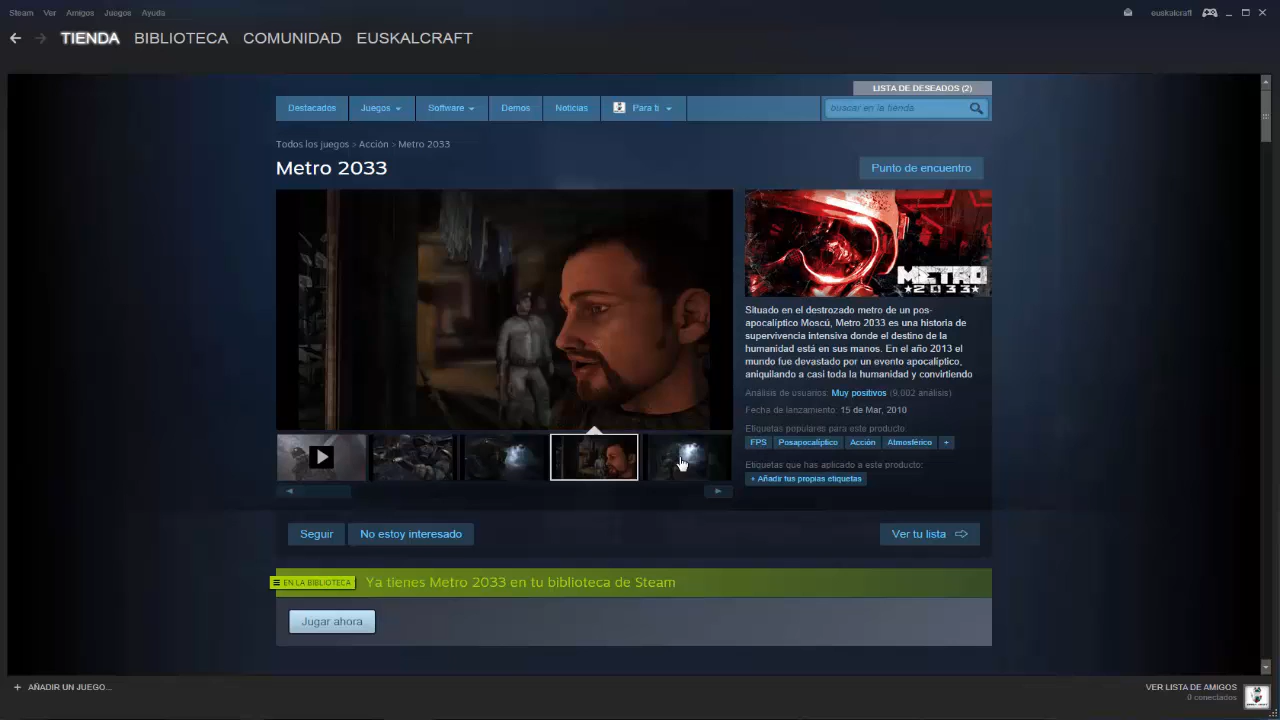 Steam Ver Amigos Juegos Ayuda
euskalcraft
TIENDA BIBLIOTECA COMUNIDAD EUSKALCRAFT
LISTA DE DESEADOS (2)
Destacados Juegos Software Demos Noticias Para ti
buscar en la tienda
Todos los juegos > Acción > Metro 2033
Metro 2033
Punto de encuentro
METRO
2033
Situado en el destrozado metro de un pos-
apocalíptico Moscú, Metro 2033 es una historia de
supervivencia intensiva donde el destino de la
humanidad está en sus manos. En el año 2013 el
mundo fue devastado por un evento apocalíptico,
aniquilando a casi toda la humanidad y convirtiendo
Análisis de usuarios: Muy positivos (9,002 análisis)
Fecha de lanzamiento: 15 de Mar, 2010
Etiquetas populares para este producto:
FPS Posapocalíptico Acción Atmosférico +
Etiquetas que has aplicado a este producto:
+ Añadir tus propias etiquetas
Seguir No estoy interesado Ver tu lista
EN LA BIBLIOTECA Ya tienes Metro 2033 en tu biblioteca de Steam
Jugar ahora
+ AÑADIR UN JUEGO...
VER LISTA DE AMIGOS
0 conectados